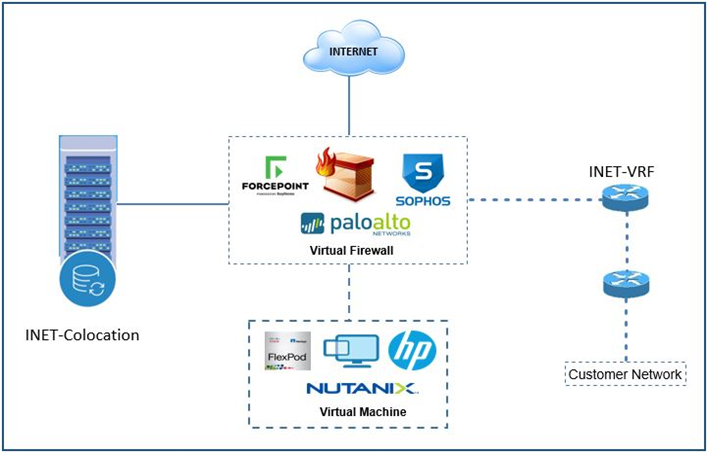 INTERNET
FORCEPOINT
S
SOPHOS
paloalto
NETWORKS
Virtual Firewall
INET-VRF
INET-Colocation
FlexPod
hp
NUTANIX
Virtual Machine
Customer Network